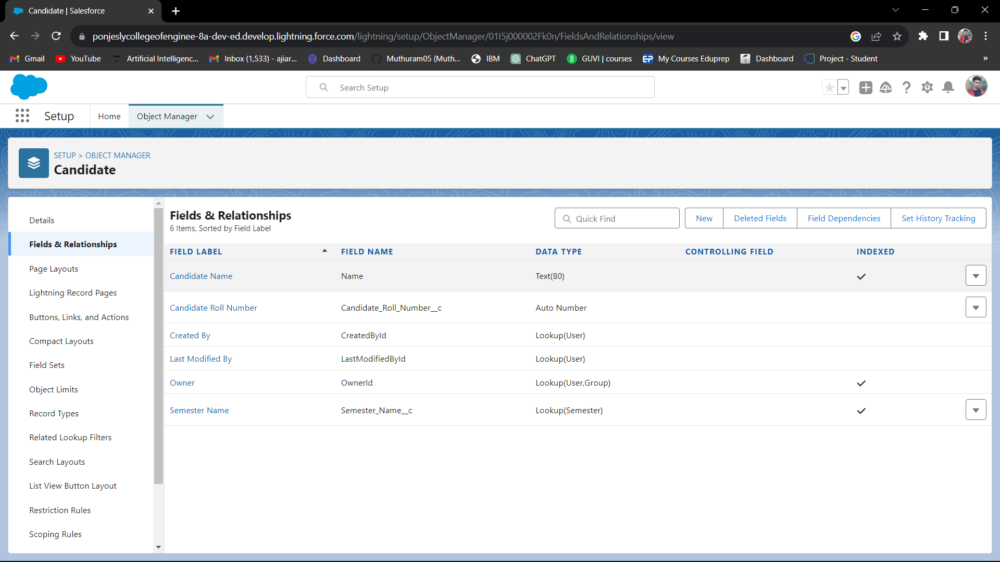 Candidate | Salesforce
ponjeslycollegeofenginee-8a-dev-ed.develop.lightning.force.com/lightning/setup/ObjectManager/01I5j000002Fk0n/FieldsAndRelationships/view
Gmail YouTube Artificial Intelligenc... Inbox (1,533) - ajiar... Dashboard Muthuram05 (Muth... IBM ChatGPT GUVI | courses EP My Courses Eduprep Dashboard Project - Student »
Search Setup
Setup Home Object Manager
SETUP > OBJECT MANAGER
Candidate
Details
Fields & Relationships
Page Layouts
Lightning Record Pages
Buttons, Links, and Actions
Compact Layouts
Field Sets
Object Limits
Record Types
Related Lookup Filters
Search Layouts
List View Button Layout
Restriction Rules
Scoping Rules
Fields & Relationships
6 Items, Sorted by Field Label
Quick Find New Deleted Fields Field Dependencies Set History Tracking
FIELD LABEL FIELD NAME DATA TYPE CONTROLLING FIELD INDEXED
Candidate Name Name Text(80)
Candidate Roll Number Candidate_Roll_Number__c Auto Number
Created By CreatedById Lookup(User)
Last Modified By LastModifiedById Lookup(User)
Owner OwnerId Lookup(User,Group)
Semester Name Semester_Name__c Lookup(Semester)